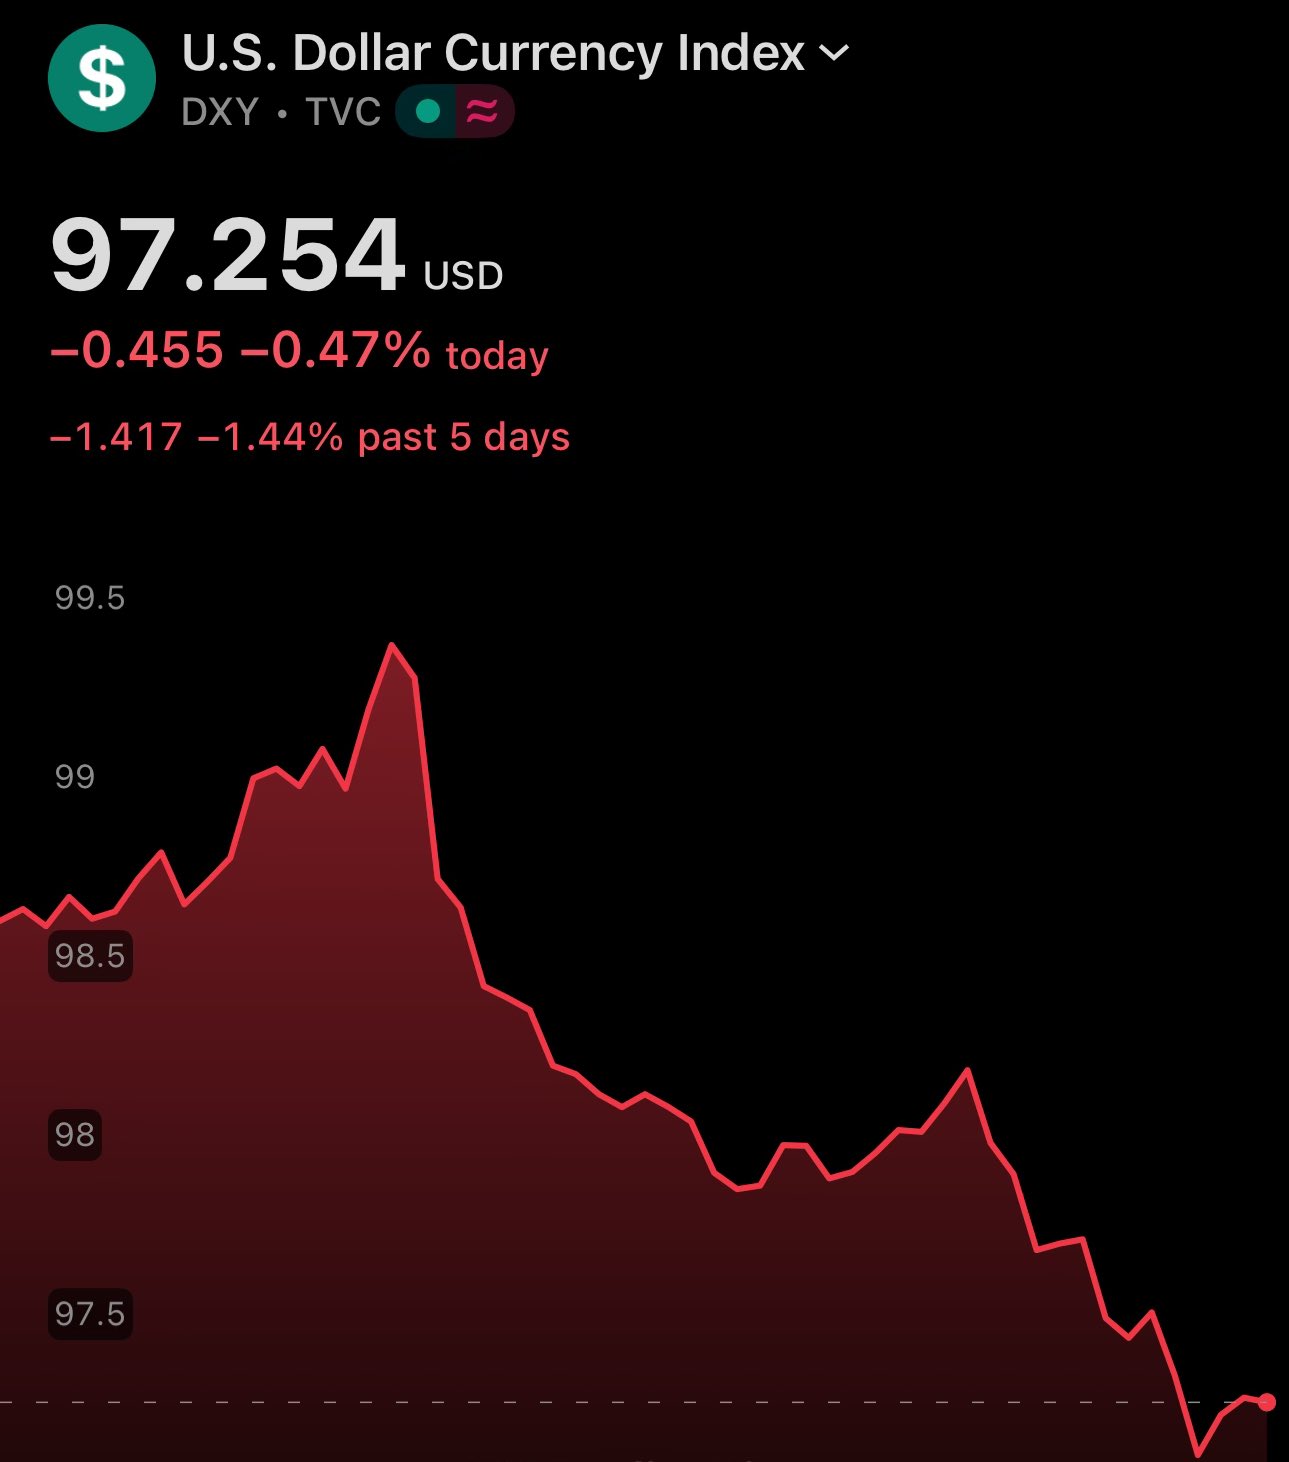 $
U.S. Dollar Currency Index
DXY • TVC
97.254 USD
−0.455 −0.47% today
−1.417 −1.44% past 5 days
99.5
99
98.5
98
97.5